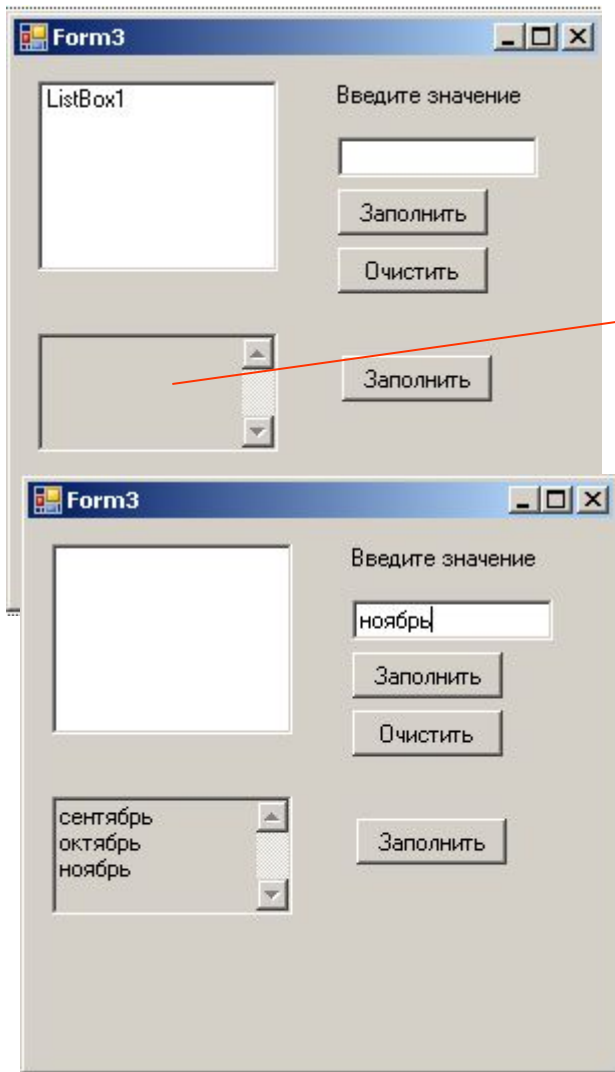 Form3
ListBox1
Введите значение
Заполнить
Очистить
Заполнить
Form3
Введите значение
ноябрь
Заполнить
Очистить
сентябрь
октябрь
ноябрь
Заполнить